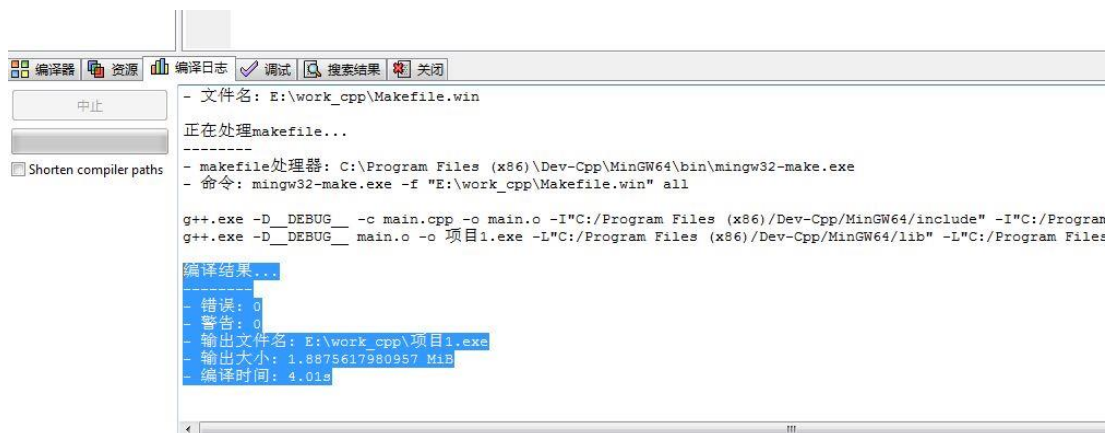 编译器 资源 编译日志 调试 搜索结果 关闭
中止
Shorten compiler paths
- 文件名: E:\work_cpp\Makefile.win
正在处理makefile...
--------
- makefile处理器: C:\Program Files (x86)\Dev-Cpp\MinGW64\bin\mingw32-make.exe
- 命令: mingw32-make.exe -f "E:\work_cpp\Makefile.win" all
g++.exe -D__DEBUG__ -c main.cpp -o main.o -I"C:/Program Files (x86)/Dev-Cpp/MinGW64/include" -I"C:/Program
g++.exe -D__DEBUG__ main.o -o 项目1.exe -L"C:/Program Files (x86)/Dev-Cpp/MinGW64/lib" -L"C:/Program Files
编译结果...
--------
- 错误: 0
- 警告: 0
- 输出文件名: E:\work_cpp\项目1.exe
- 输出大小: 1.8875617980957 MiB
- 编译时间: 4.01s